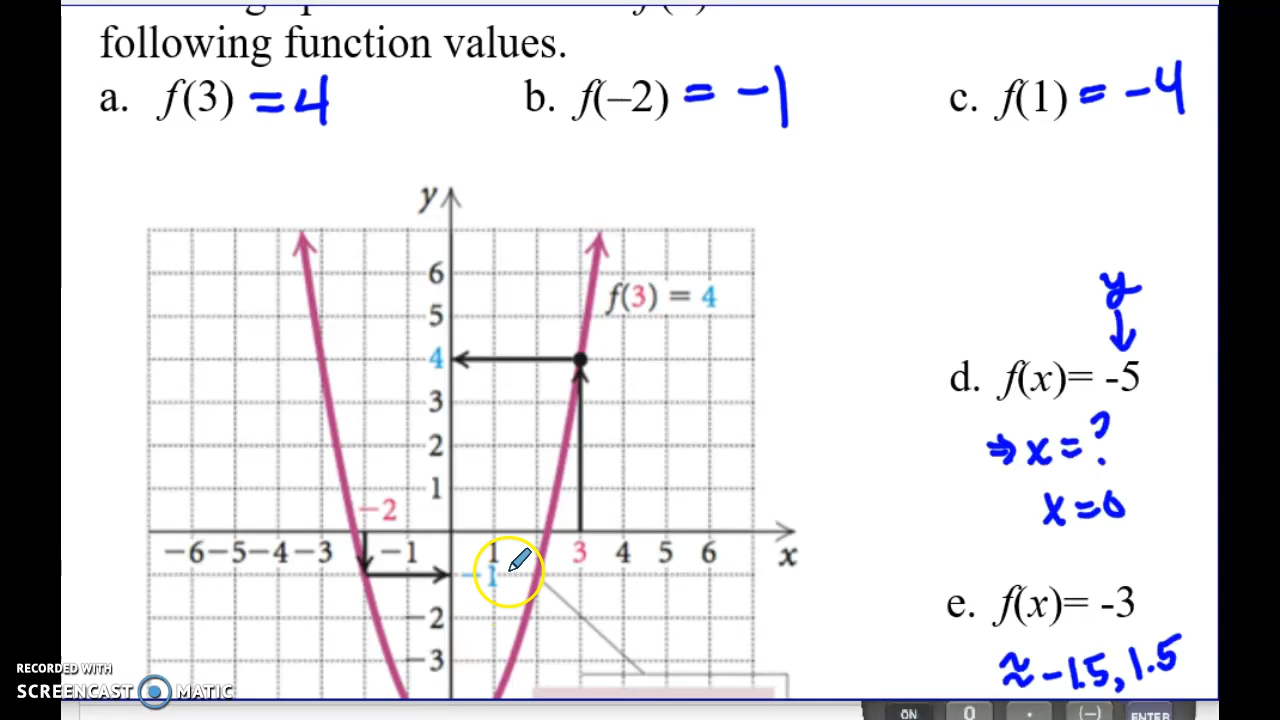 following function values.
a. f(3) = 4
b. f(–2) = -1
c. f(1) = -4
y
6
f(3) = 4
5
4
3
2
1
−2
−6 −5 −4 −3 −1 1 3 4 5 6 x
−1
−2
−3
y
↓
d. f(x)= -5
⇒ x = ?
x = 0
e. f(x)= -3
≈ -1.5, 1.5
RECORDED WITH
SCREENCAST MATIC
ON 0 . (−) ENTER